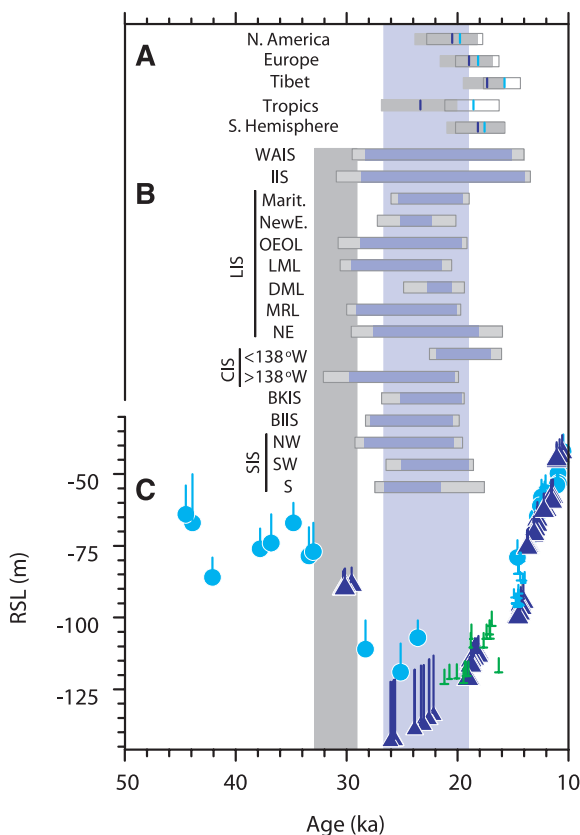 A
N. America
Europe
Tibet
Tropics
S. Hemisphere
B
WAIS
IIS
LIS
Marit.
NewE.
OEOL
LML
DML
MRL
NE
CIS
<138 °W
>138 °W
BKIS
BIIS
SIS
NW
SW
S
C
-50
-75
-100
-125
RSL (m)
50 40 30 20 10
Age (ka)